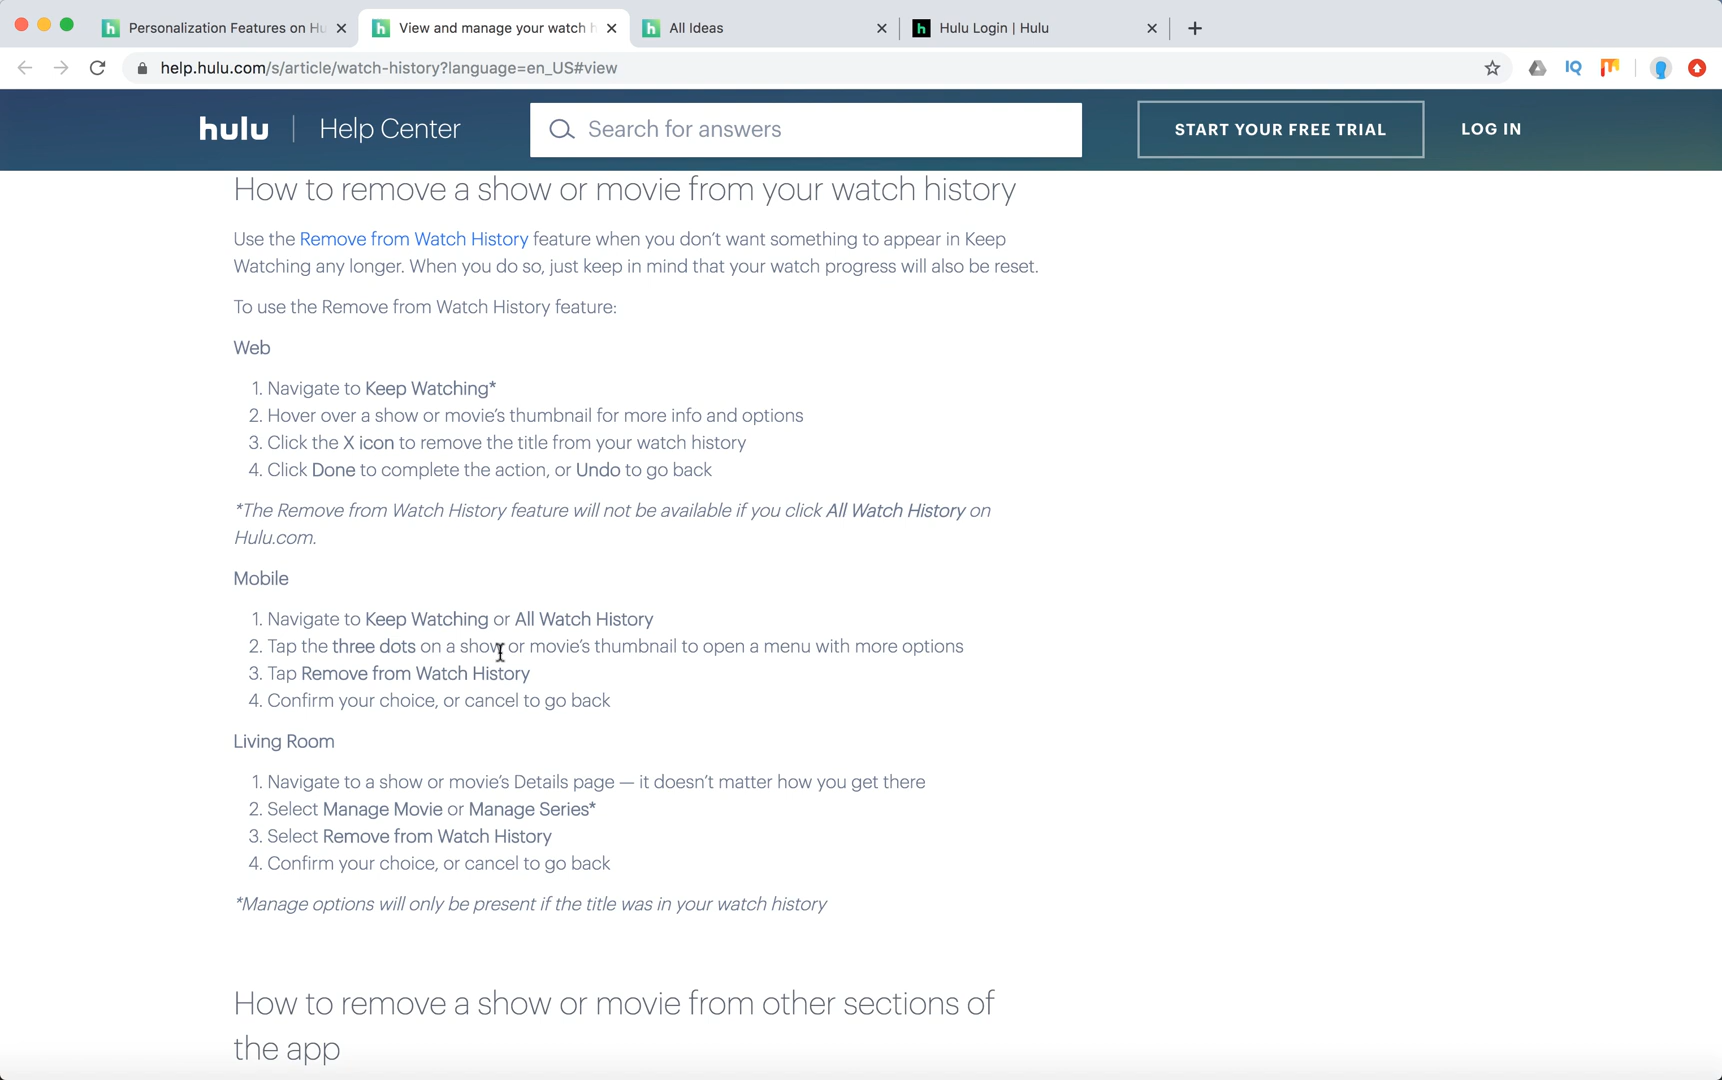 Personalization Features on Hu
View and manage your watch h
All Ideas
Hulu Login | Hulu
help.hulu.com/s/article/watch-history?language=en_US#view
IQ
hulu
Help Center
Search for answers
START YOUR FREE TRIAL
LOG IN
How to remove a show or movie from your watch history
Use the Remove from Watch History feature when you don't want something to appear in Keep
Watching any longer. When you do so, just keep in mind that your watch progress will also be reset.
To use the Remove from Watch History feature:
Web
1. Navigate to Keep Watching*
2. Hover over a show or movie's thumbnail for more info and options
3. Click the X icon to remove the title from your watch history
4. Click Done to complete the action, or Undo to go back
*The Remove from Watch History feature will not be available if you click All Watch History on
Hulu.com.
Mobile
1. Navigate to Keep Watching or All Watch History
2. Tap the three dots on a show or movie's thumbnail to open a menu with more options
3. Tap Remove from Watch History
4. Confirm your choice, or cancel to go back
Living Room
1. Navigate to a show or movie's Details page — it doesn't matter how you get there
2. Select Manage Movie or Manage Series*
3. Select Remove from Watch History
4. Confirm your choice, or cancel to go back
*Manage options will only be present if the title was in your watch history
How to remove a show or movie from other sections of
the app